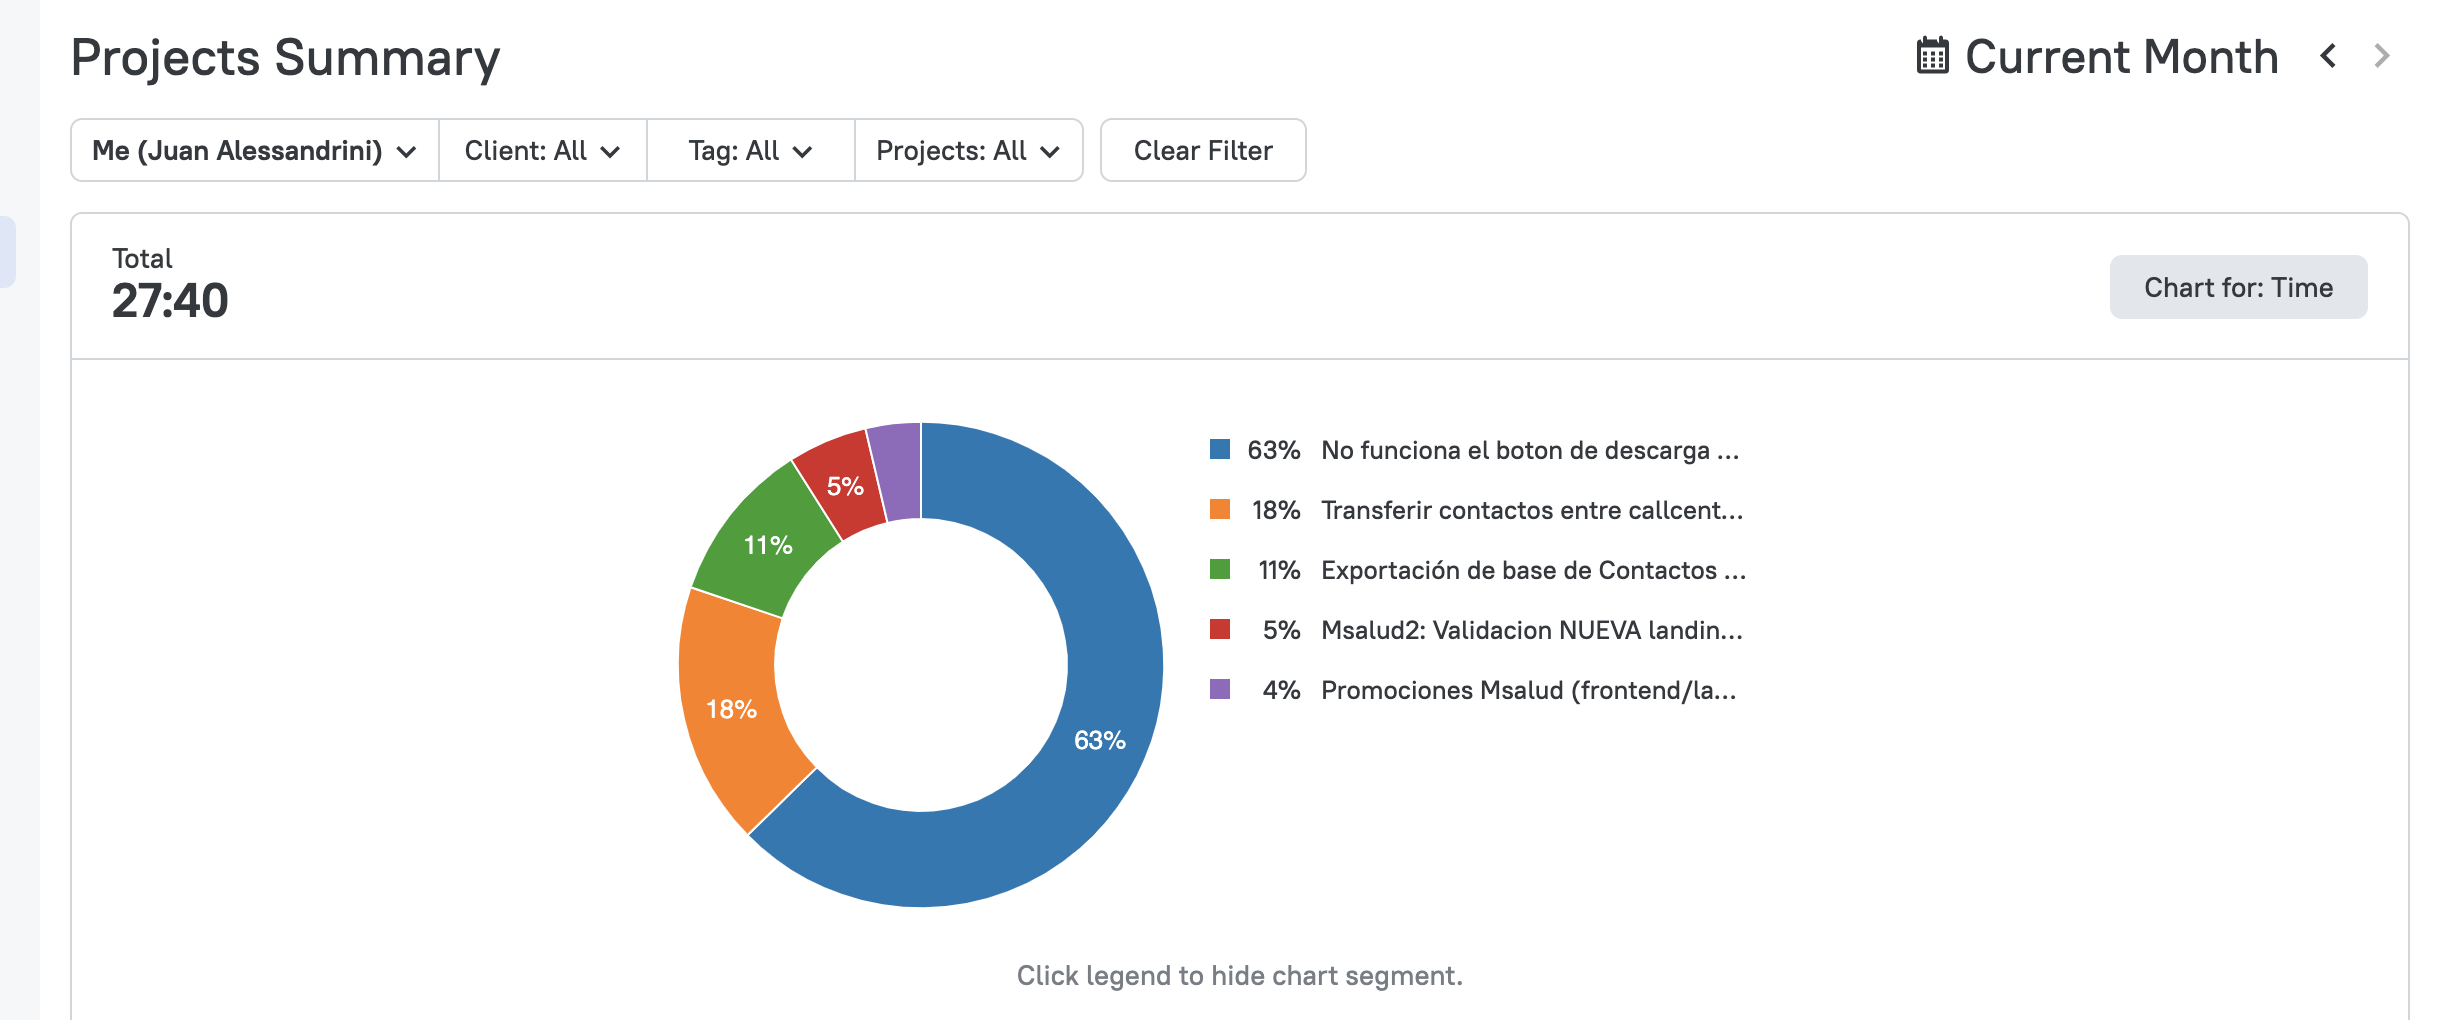 Projects Summary
Current Month
Me (Juan Alessandrini)
Client: All
Tag: All
Projects: All
Clear Filter
Total
27:40
Chart for: Time
63% No funciona el boton de descarga ...
18% Transferir contactos entre callcent...
11% Exportación de base de Contactos ...
5% Msalud2: Validacion NUEVA landin...
4% Promociones Msalud (frontend/la...
5%
11%
18%
63%
Click legend to hide chart segment.